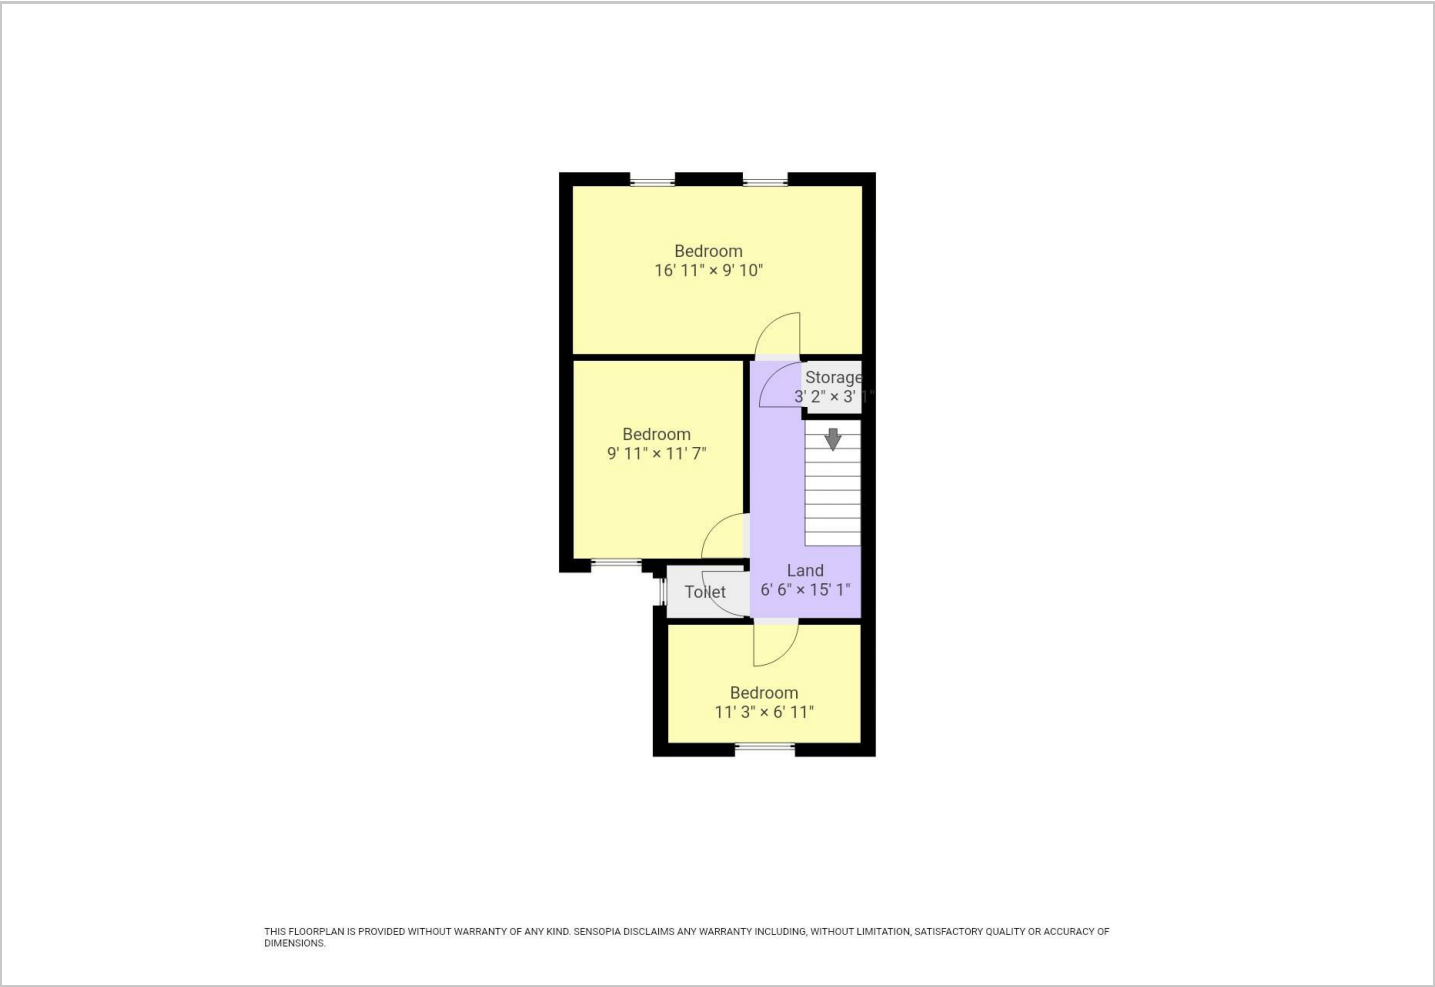 Bedroom
16' 11" × 9' 10"
Storage
3' 2" × 3' 1"
Bedroom
9' 11" × 11' 7"
Land
6' 6" × 15' 1"
Toilet
Bedroom
11' 3" × 6' 11"
THIS FLOORPLAN IS PROVIDED WITHOUT WARRANTY OF ANY KIND. SENSOPIA DISCLAIMS ANY WARRANTY INCLUDING, WITHOUT LIMITATION, SATISFACTORY QUALITY OR ACCURACY OF
DIMENSIONS.